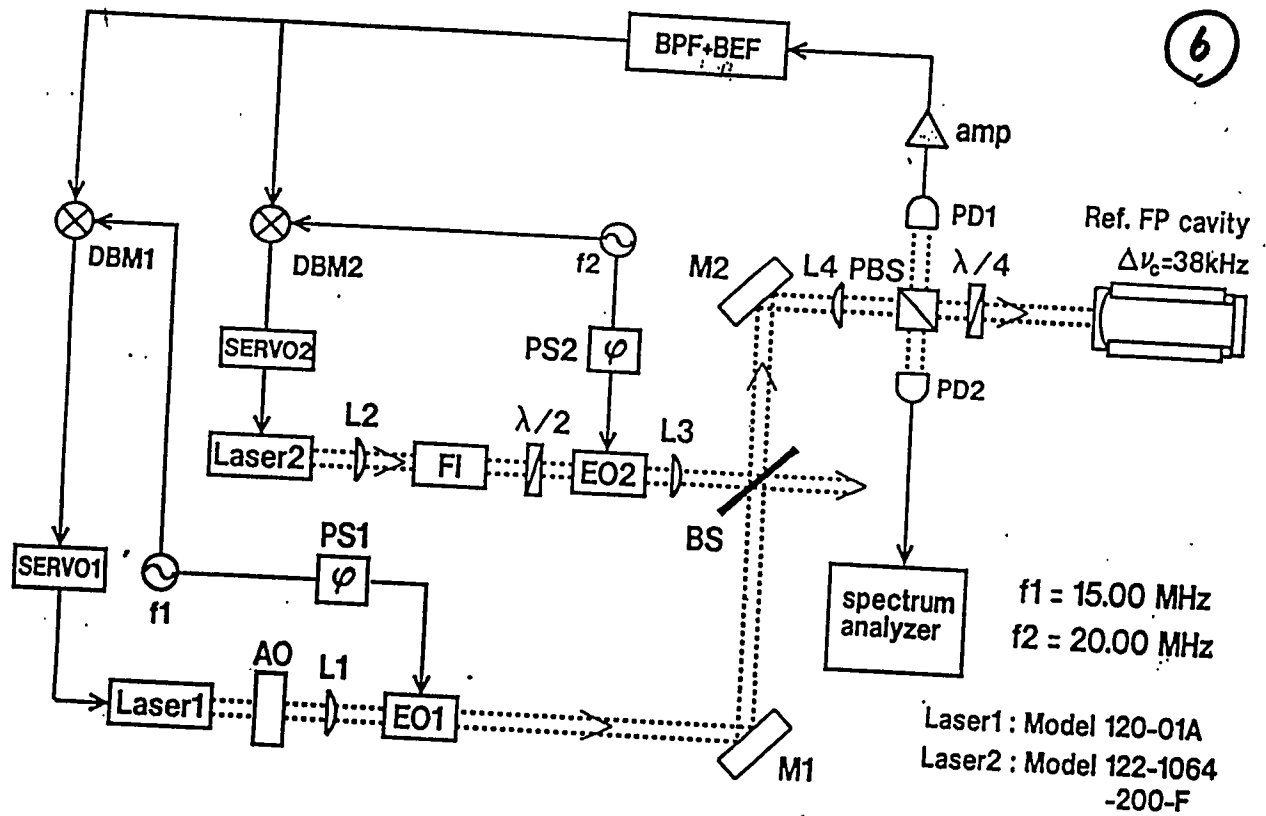 6
BPF+BEF
amp
PD1
Ref. FP cavity
Δνc=38kHz
DBM1
DBM2
f2
M2
L4
PBS
λ/4
SERVO2
PS2
φ
PD2
L2
λ/2
L3
Laser2
FI
EO2
BS
SERVO1
f1
PS1
φ
spectrum
analyzer
f1 = 15.00 MHz
f2 = 20.00 MHz
AO
L1
Laser1
EO1
M1
Laser1 : Model 120-01A
Laser2 : Model 122-1064
-200-F